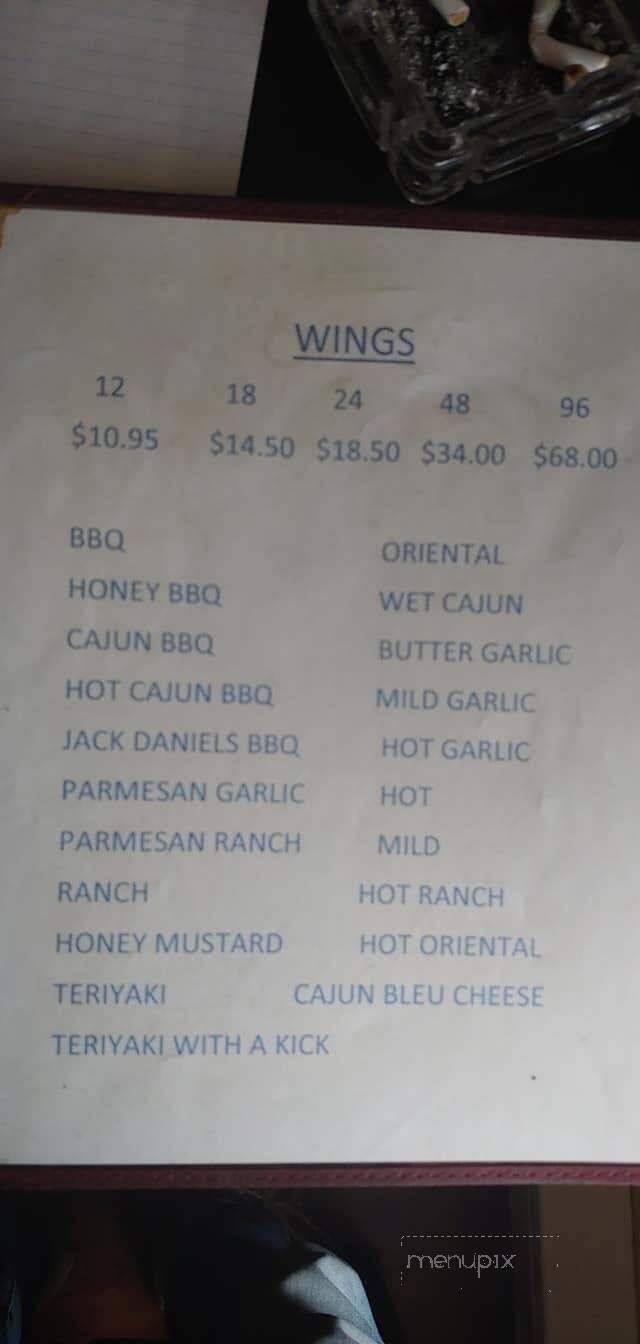 WINGS
12 18 24 48 96
$10.95 $14.50 $18.50 $34.00 $68.00
BBQ ORIENTAL
HONEY BBQ WET CAJUN
CAJUN BBQ BUTTER GARLIC
HOT CAJUN BBQ MILD GARLIC
JACK DANIELS BBQ HOT GARLIC
PARMESAN GARLIC HOT
PARMESAN RANCH MILD
RANCH HOT RANCH
HONEY MUSTARD HOT ORIENTAL
TERIYAKI CAJUN BLEU CHEESE
TERIYAKI WITH A KICK
menupix